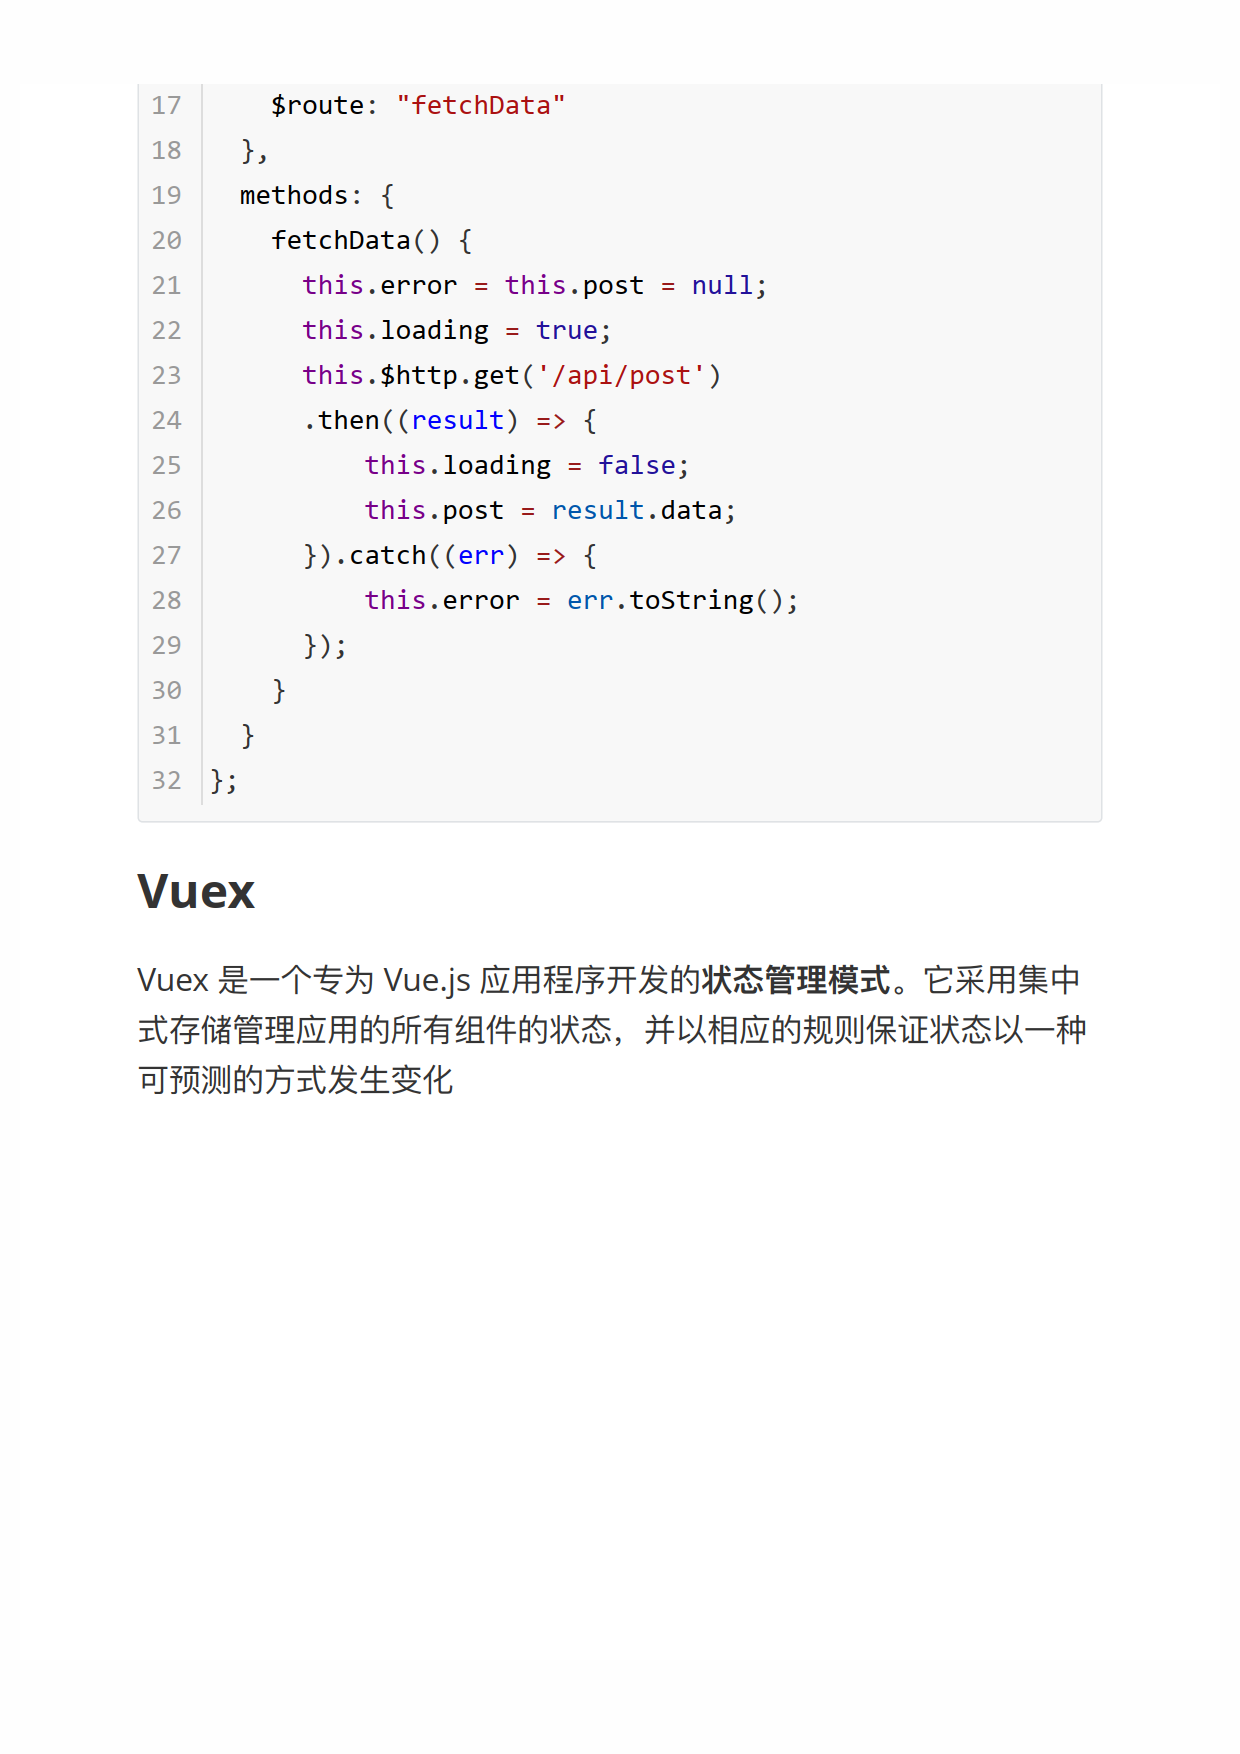 17     $route: "fetchData"
18   },
19   methods: {
20     fetchData() {
21       this.error = this.post = null;
22       this.loading = true;
23       this.$http.get('/api/post')
24       .then((result) => {
25           this.loading = false;
26           this.post = result.data;
27       }).catch((err) => {
28           this.error = err.toString();
29       });
30     }
31   }
32 };
Vuex
Vuex 是一个专为 Vue.js 应用程序开发的状态管理模式。它采用集中
式存储管理应用的所有组件的状态，并以相应的规则保证状态以一种
可预测的方式发生变化